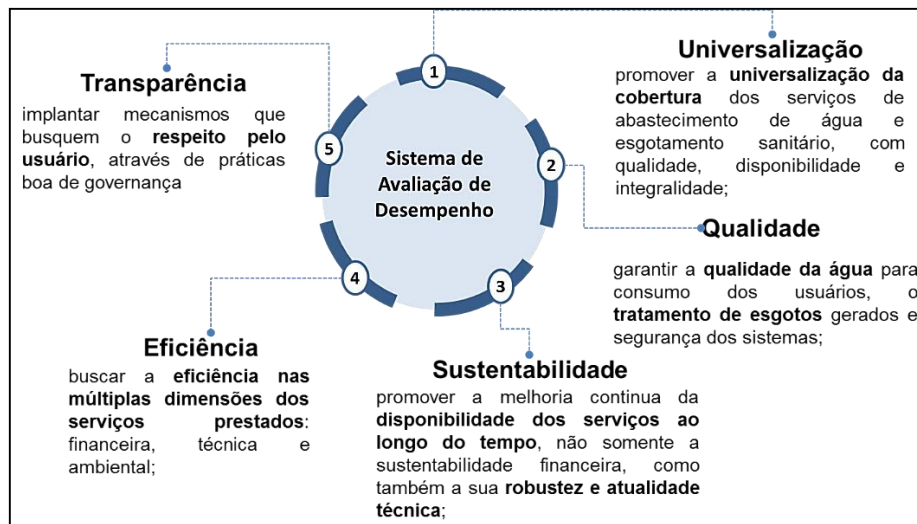 1
Universalização
promover a universalização da
cobertura dos serviços de
abastecimento de água e
esgotamento sanitário, com
qualidade, disponibilidade e
integralidade;
2
Qualidade
garantir a qualidade da água para
consumo dos usuários, o
tratamento de esgotos gerados e
segurança dos sistemas;
3
Sustentabilidade
promover a melhoria continua da
disponibilidade dos serviços ao
longo do tempo, não somente a
sustentabilidade financeira, como
também a sua robustez e atualidade
técnica;
4
Eficiência
buscar a eficiência nas
múltiplas dimensões dos
serviços prestados:
financeira, técnica e
ambiental;
5
Transparência
implantar mecanismos que
busquem o respeito pelo
usuário, através de práticas
boa de governança
Sistema de
Avaliação de
Desempenho